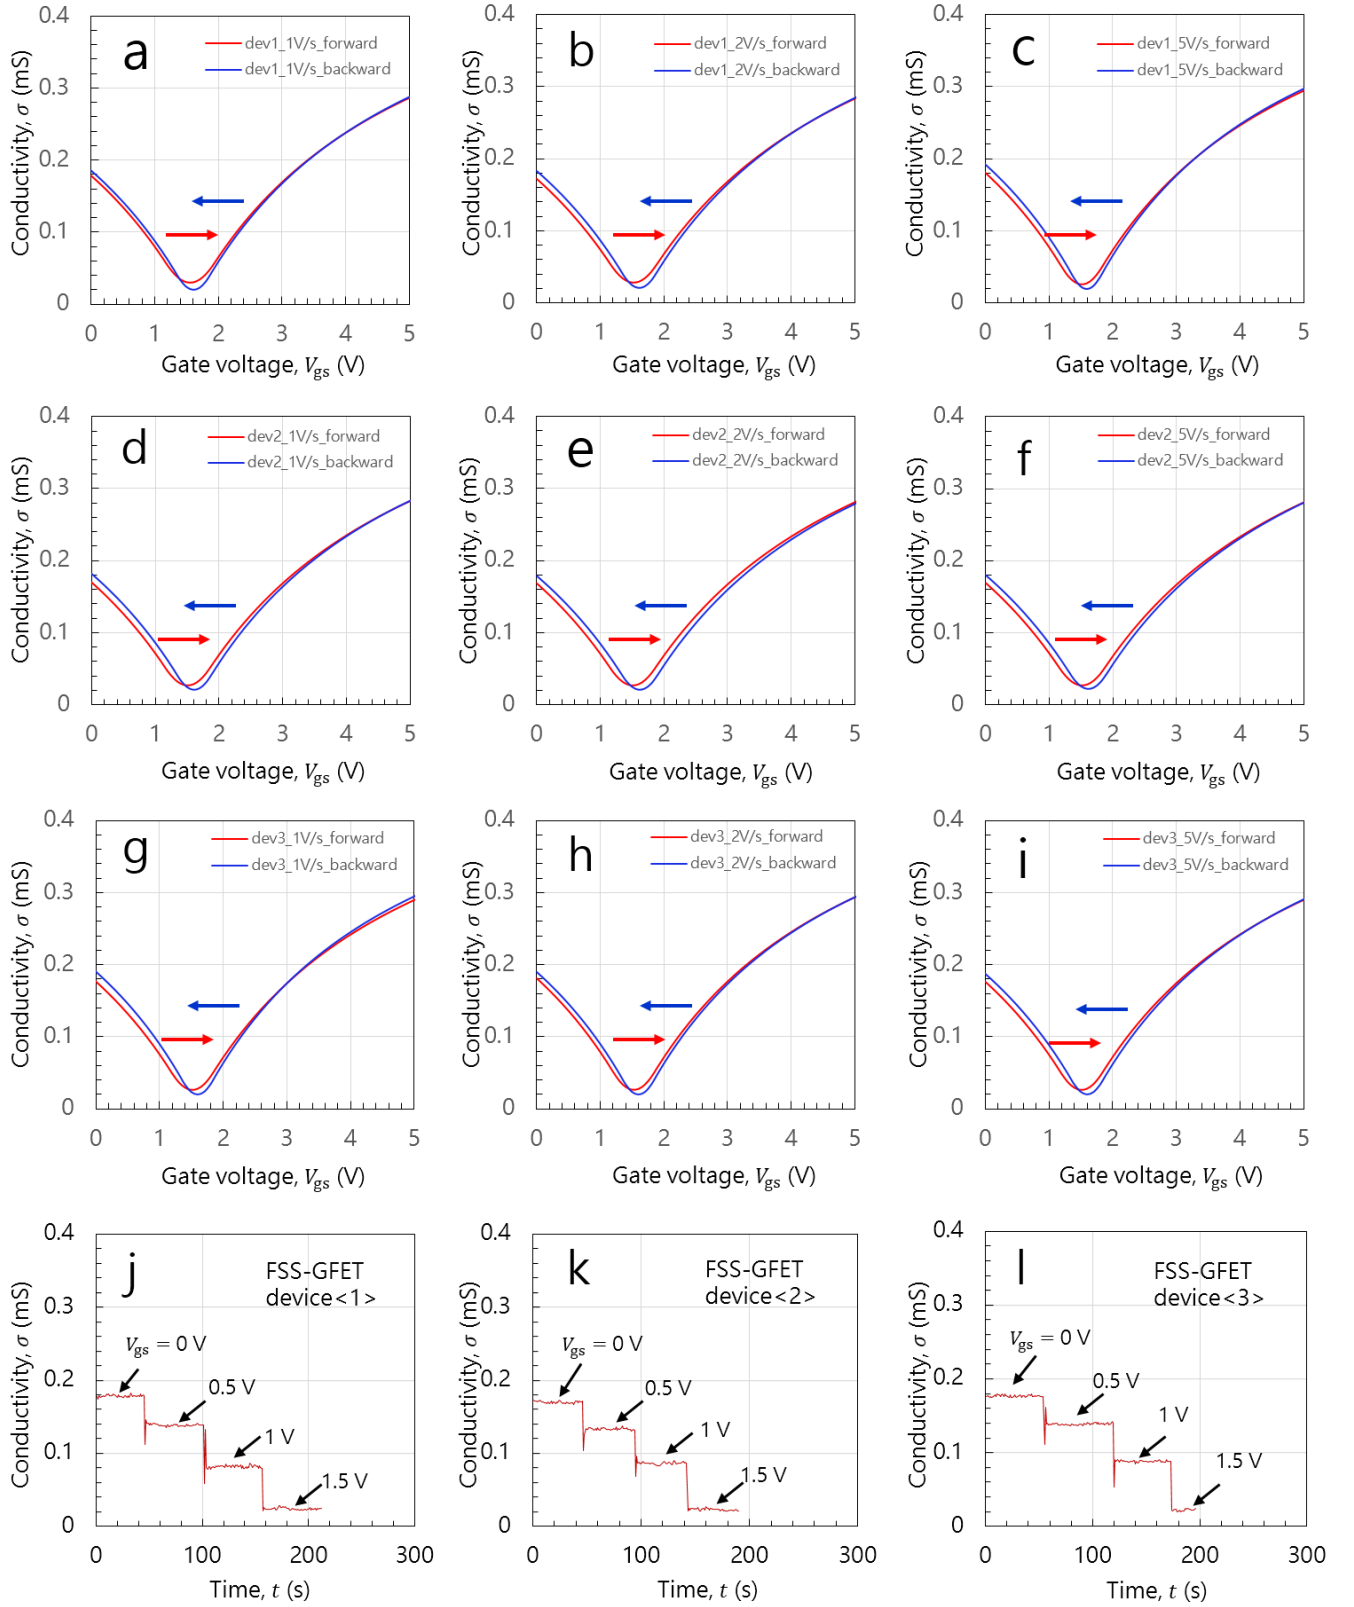 0.4
a
dev1_1V/s_forward
dev1_1V/s_backward
0.3
0.2
0.1
0
0 1 2 3 4 5
Conductivity, σ (mS)
Gate voltage, Vgs (V)
0.4
b
dev1_2V/s_forward
dev1_2V/s_backward
0.3
0.2
0.1
0
0 1 2 3 4 5
Conductivity, σ (mS)
Gate voltage, Vgs (V)
0.4
c
dev1_5V/s_forward
dev1_5V/s_backward
0.3
0.2
0.1
0
0 1 2 3 4 5
Conductivity, σ (mS)
Gate voltage, Vgs (V)
0.4
d
dev2_1V/s_forward
dev2_1V/s_backward
0.3
0.2
0.1
0
0 1 2 3 4 5
Conductivity, σ (mS)
Gate voltage, Vgs (V)
0.4
e
dev2_2V/s_forward
dev2_2V/s_backward
0.3
0.2
0.1
0
0 1 2 3 4 5
Conductivity, σ (mS)
Gate voltage, Vgs (V)
0.4
f
dev2_5V/s_forward
dev2_5V/s_backward
0.3
0.2
0.1
0
0 1 2 3 4 5
Conductivity, σ (mS)
Gate voltage, Vgs (V)
0.4
g
dev3_1V/s_forward
dev3_1V/s_backward
0.3
0.2
0.1
0
0 1 2 3 4 5
Conductivity, σ (mS)
Gate voltage, Vgs (V)
0.4
h
dev3_2V/s_forward
dev3_2V/s_backward
0.3
0.2
0.1
0
0 1 2 3 4 5
Conductivity, σ (mS)
Gate voltage, Vgs (V)
0.4
i
dev3_5V/s_forward
dev3_5V/s_backward
0.3
0.2
0.1
0
0 1 2 3 4 5
Conductivity, σ (mS)
Gate voltage, Vgs (V)
0.4
j
FSS-GFET
device<1>
0.3
Vgs = 0 V
0.2
0.5 V
1 V
0.1
1.5 V
0
0 100 200 300
Conductivity, σ (mS)
Time, t (s)
0.4
k
FSS-GFET
device<2>
0.3
Vgs = 0 V
0.2
0.5 V
1 V
0.1
1.5 V
0
0 100 200 300
Conductivity, σ (mS)
Time, t (s)
0.4
l
FSS-GFET
device<3>
0.3
Vgs = 0 V
0.2
0.5 V
1 V
0.1
1.5 V
0
0 100 200 300
Conductivity, σ (mS)
Time, t (s)